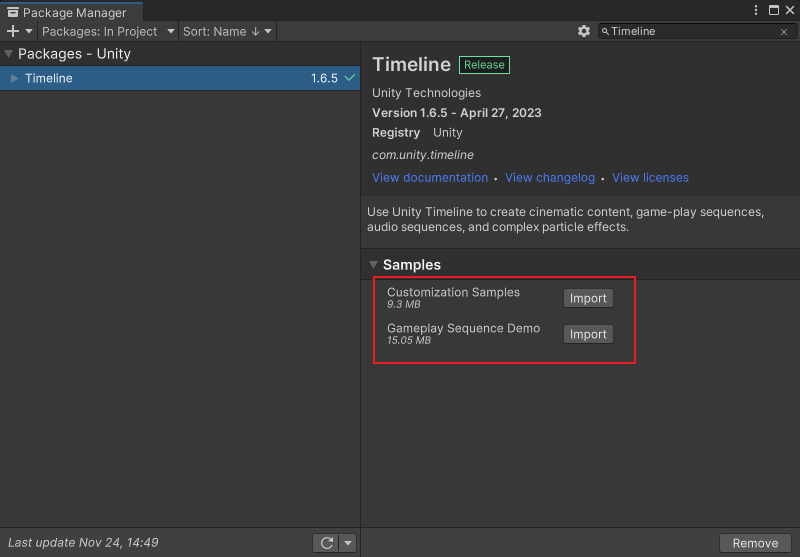 Package Manager
Packages: In Project
Sort: Name ↓
Timeline
Packages - Unity
Timeline
1.6.5
Timeline
Release
Unity Technologies
Version 1.6.5 - April 27, 2023
Registry Unity
com.unity.timeline
View documentation • View changelog • View licenses
Use Unity Timeline to create cinematic content, game-play sequences,
audio sequences, and complex particle effects.
Samples
Customization Samples
9.3 MB
Import
Gameplay Sequence Demo
15.05 MB
Import
Last update Nov 24, 14:49
Remove